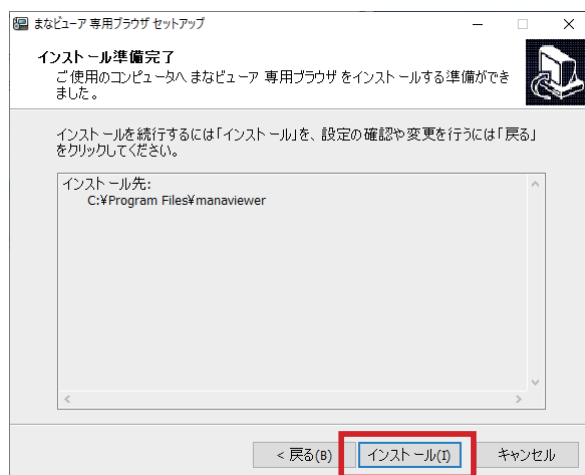 まなビューア 専用ブラウザ セットアップ
インストール準備完了
ご使用のコンピュータへ まなビューア 専用ブラウザ をインストールする準備ができ
ました。
インストールを続行するには「インストール」を、設定の確認や変更を行うには「戻る」
をクリックしてください。
インストール先:
C:¥Program Files¥manaviewer
< 戻る(B)
インストール(I)
キャンセル